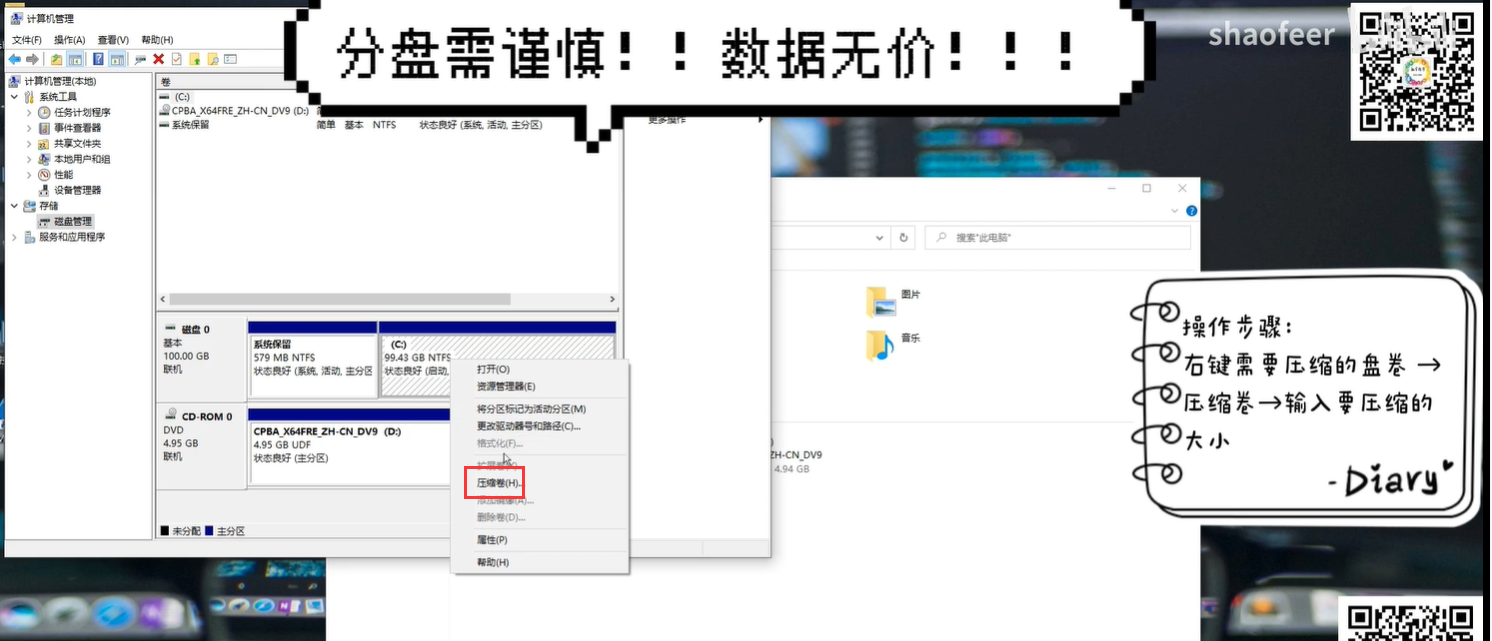 计算机管理
分盘需谨慎！！数据无价！！！
shaofeer
文件(F) 操作(A) 查看(V) 帮助(H)
计算机管理(本地)
系统工具
任务计划程序
事件查看器
共享文件夹
本地用户和组
性能
设备管理器
存储
磁盘管理
服务和应用程序
卷
(C:)
CPBA_X64FRE_ZH-CN_DV9 (D:)
系统保留 简单 基本 NTFS 状态良好 (系统, 活动, 主分区)
更多操作
搜索"此电脑"
图片
音乐
ZH-CN_DV9
4.94 GB
磁盘 0
基本
100.00 GB
联机
系统保留
579 MB NTFS
状态良好 (系统, 活动, 主分区
(C:)
99.43 GB NTFS
状态良好 (启动,
CD-ROM 0
DVD
4.95 GB
联机
CPBA_X64FRE_ZH-CN_DV9 (D:)
4.95 GB UDF
状态良好 (主分区)
未分配 主分区
打开(O)
资源管理器(E)
将分区标记为活动分区(M)
更改驱动器号和路径(C)...
格式化(F)...
压缩卷(H)...
添加镜像(A)...
删除卷(D)...
属性(P)
帮助(H)
操作步骤：
右键需要压缩的盘卷→
压缩卷→输入要压缩的
大小
-Diary